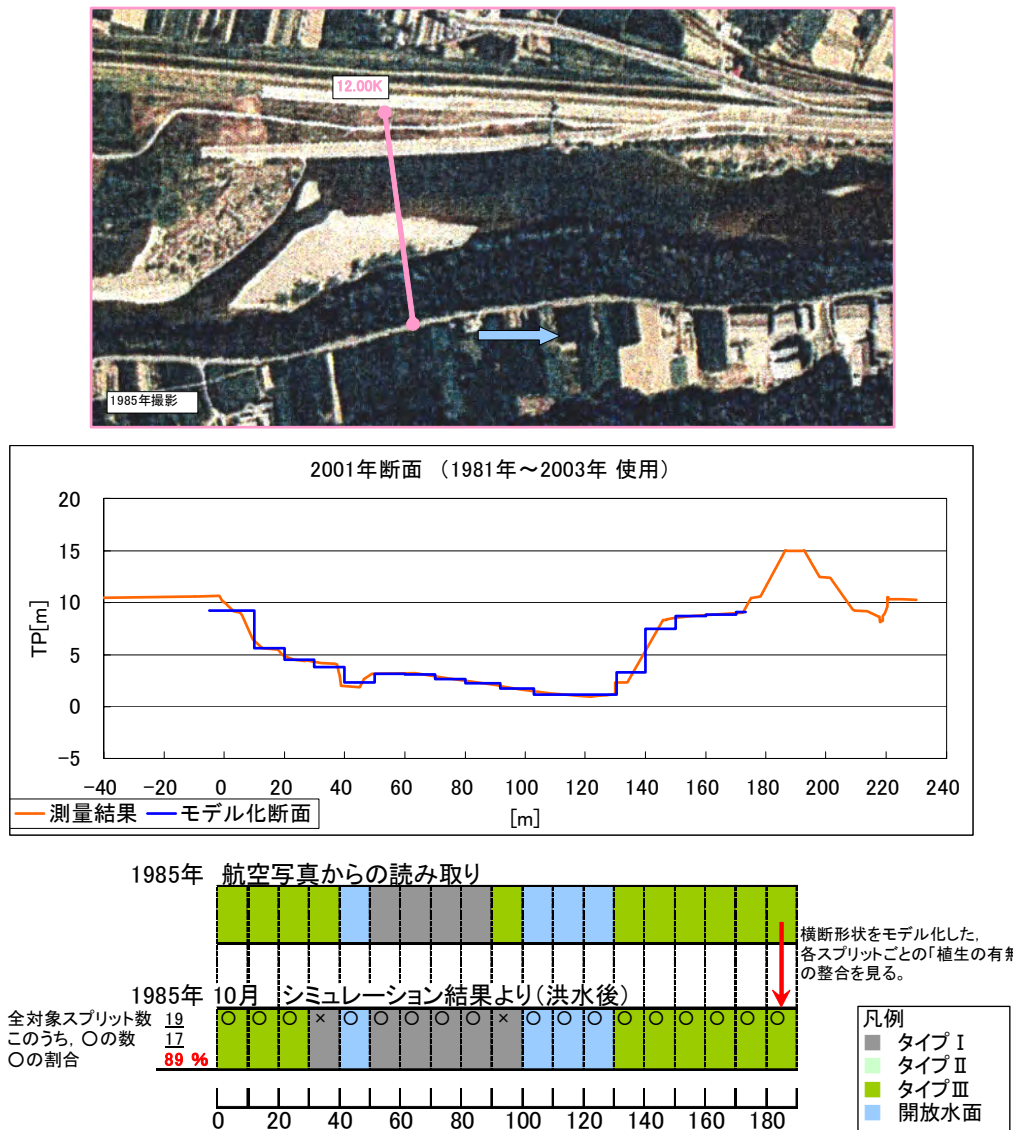 12.00K
1985年撮影
2001年断面 (1981年~2003年 使用)
TP[m]
20
15
10
5
0
−5
−40 −20 0 20 40 60 80 100 120 140 160 180 200 220 240
[m]
測量結果 モデル化断面
1985年 航空写真からの読み取り
横断形状をモデル化した,
各スプリットごとの「植生の有無
の整合を見る。
1985年 10月 シミュレーション結果より(洪水後)
全対象スプリット数 19
このうち, ○の数 17
○の割合 89 %
○ ○ ○ × ○ ○ ○ ○ ○ × ○ ○ ○ ○ ○ ○ ○ ○ ○
0 20 40 60 80 100 120 140 160 180
凡例
タイプⅠ
タイプⅡ
タイプⅢ
開放水面